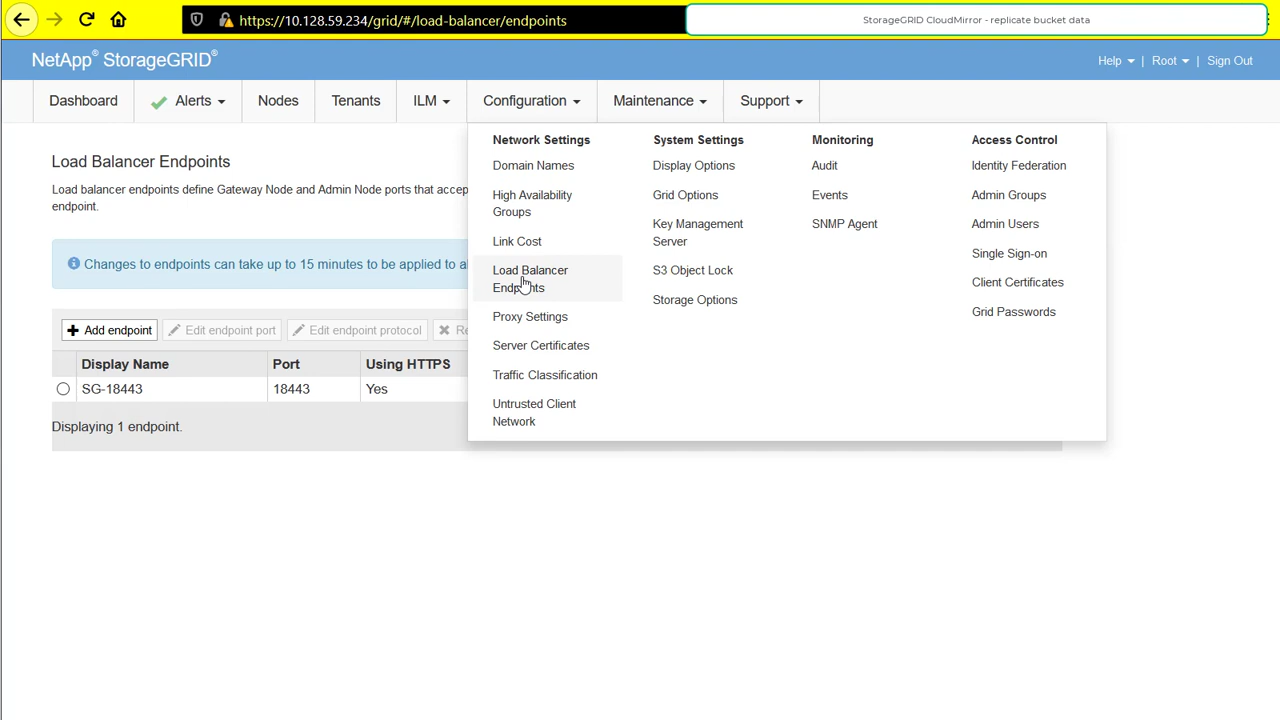 https://10.128.59.234/grid/#/load-balancer/endpoints
StorageGRID CloudMirror - replicate bucket data
NetApp® StorageGRID®
Help | Root | Sign Out
Dashboard Alerts Nodes Tenants ILM Configuration Maintenance Support
Load Balancer Endpoints
Load balancer endpoints define Gateway Node and Admin Node ports that accep
endpoint.
Changes to endpoints can take up to 15 minutes to be applied to al
Add endpoint Edit endpoint port Edit endpoint protocol Re
Display Name Port Using HTTPS
SG-18443 18443 Yes
Displaying 1 endpoint.
Network Settings
Domain Names
High Availability
Groups
Link Cost
Load Balancer
Endpoints
Proxy Settings
Server Certificates
Traffic Classification
Untrusted Client
Network
System Settings
Display Options
Grid Options
Key Management
Server
S3 Object Lock
Storage Options
Monitoring
Audit
Events
SNMP Agent
Access Control
Identity Federation
Admin Groups
Admin Users
Single Sign-on
Client Certificates
Grid Passwords